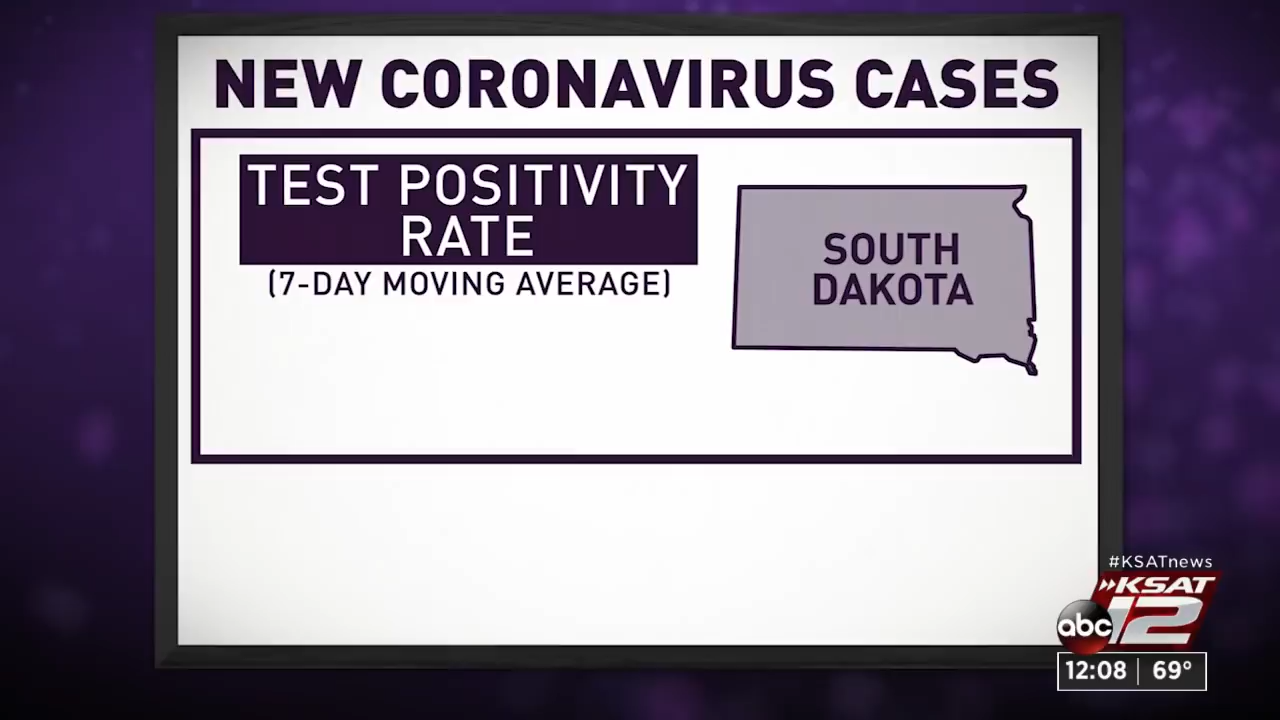 NEW CORONAVIRUS CASES
TEST POSITIVITY
RATE
(7-DAY MOVING AVERAGE)
SOUTH
DAKOTA
#KSATnews
KSAT
abc 12
12:08 69°